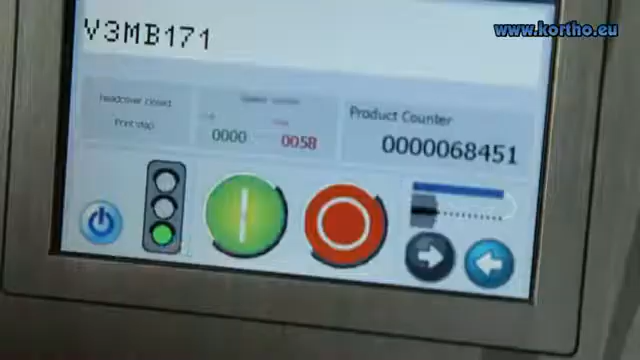 www.kortho.eu
V3MB171
headcover closed
Print stop
Product Counter
0000
0058
0000068451